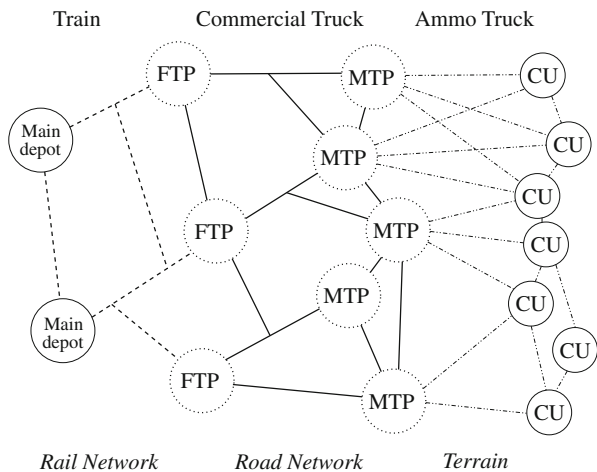 Train Commercial Truck Ammo Truck
FTP MTP CU
Main
depot
CU
MTP
CU
FTP MTP CU
MTP CU
Main
depot
CU
FTP MTP CU
Rail Network Road Network Terrain